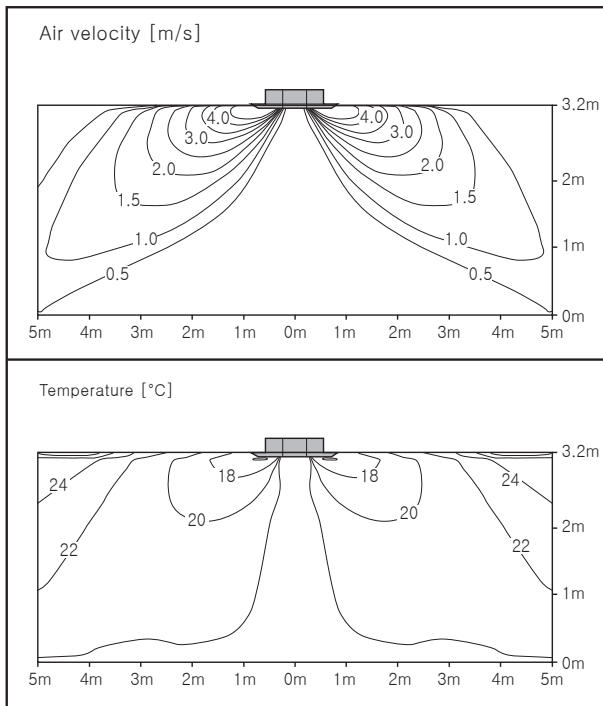 Air velocity [m/s]
4.0 4.0 3.2m
3.0 3.0
2.0 2.0 2m
1.5 1.5
1.0 1.0 1m
0.5 0.5
0m
5m 4m 3m 2m 1m 0m 1m 2m 3m 4m 5m
Temperature [°C]
3.2m
18 18
24 24
20 20
2m
22 22
1m
0m
5m 4m 3m 2m 1m 0m 1m 2m 3m 4m 5m